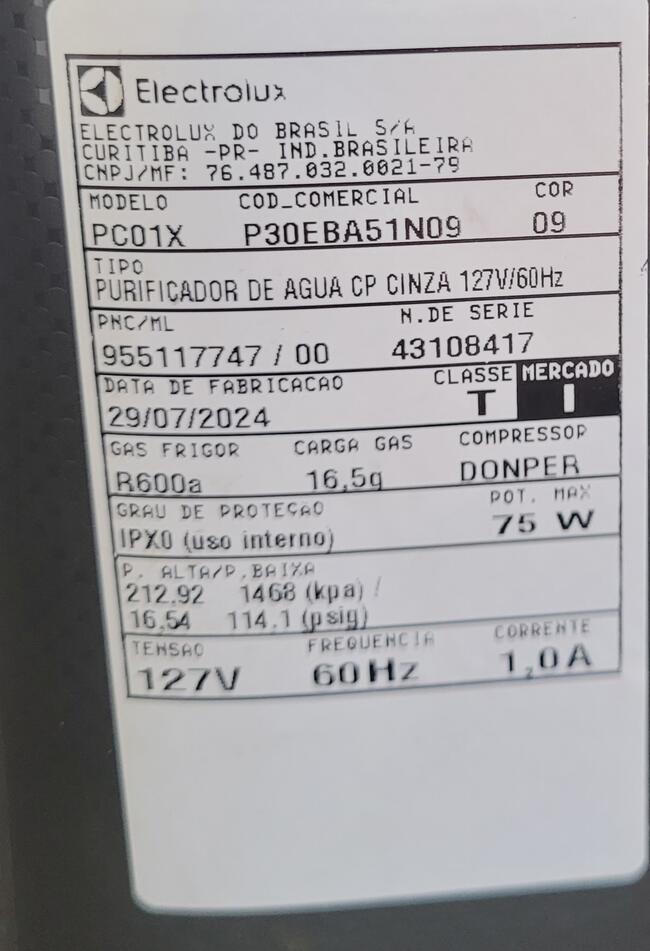 Electrolux
ELECTROLUX DO BRASIL S/A
CURITIBA -PR- IND.BRASILEIRA
CNPJ/MF: 76.487.032.0021-79
MODELO COD_COMERCIAL COR
PC01X P30EBA51N09 09
TIPO
PURIFICADOR DE AGUA CP CINZA 127V/60Hz
PNC/ML N.DE SERIE
955117747 / 00 43108417
DATA DE FABRICACAO CLASSE MERCADO
29/07/2024 T I
GAS FRIGOR CARGA GAS COMPRESSOR
R600a 16,5g DONPER
GRAU DE PROTEÇAO POT. MAX
IPX0 (uso interno) 75 W
P. ALTA/P.BAIXA
212.92 1468 (kpa) /
16,54 114.1 (psig)
TENSAO FREQUENCIA CORRENTE
127V 60Hz 1,0A